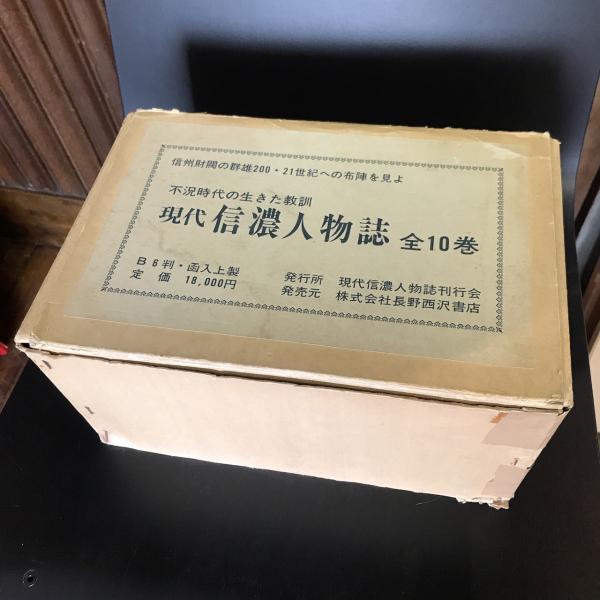 信州財閥の群雄200・21世紀への布陣を見よ
不況時代の生きた教訓
現代 信濃人物誌 全10巻
B6判・函入上製
定価 18,000円
発行所 現代信濃人物誌刊行会
発売元 株式会社長野西沢書店